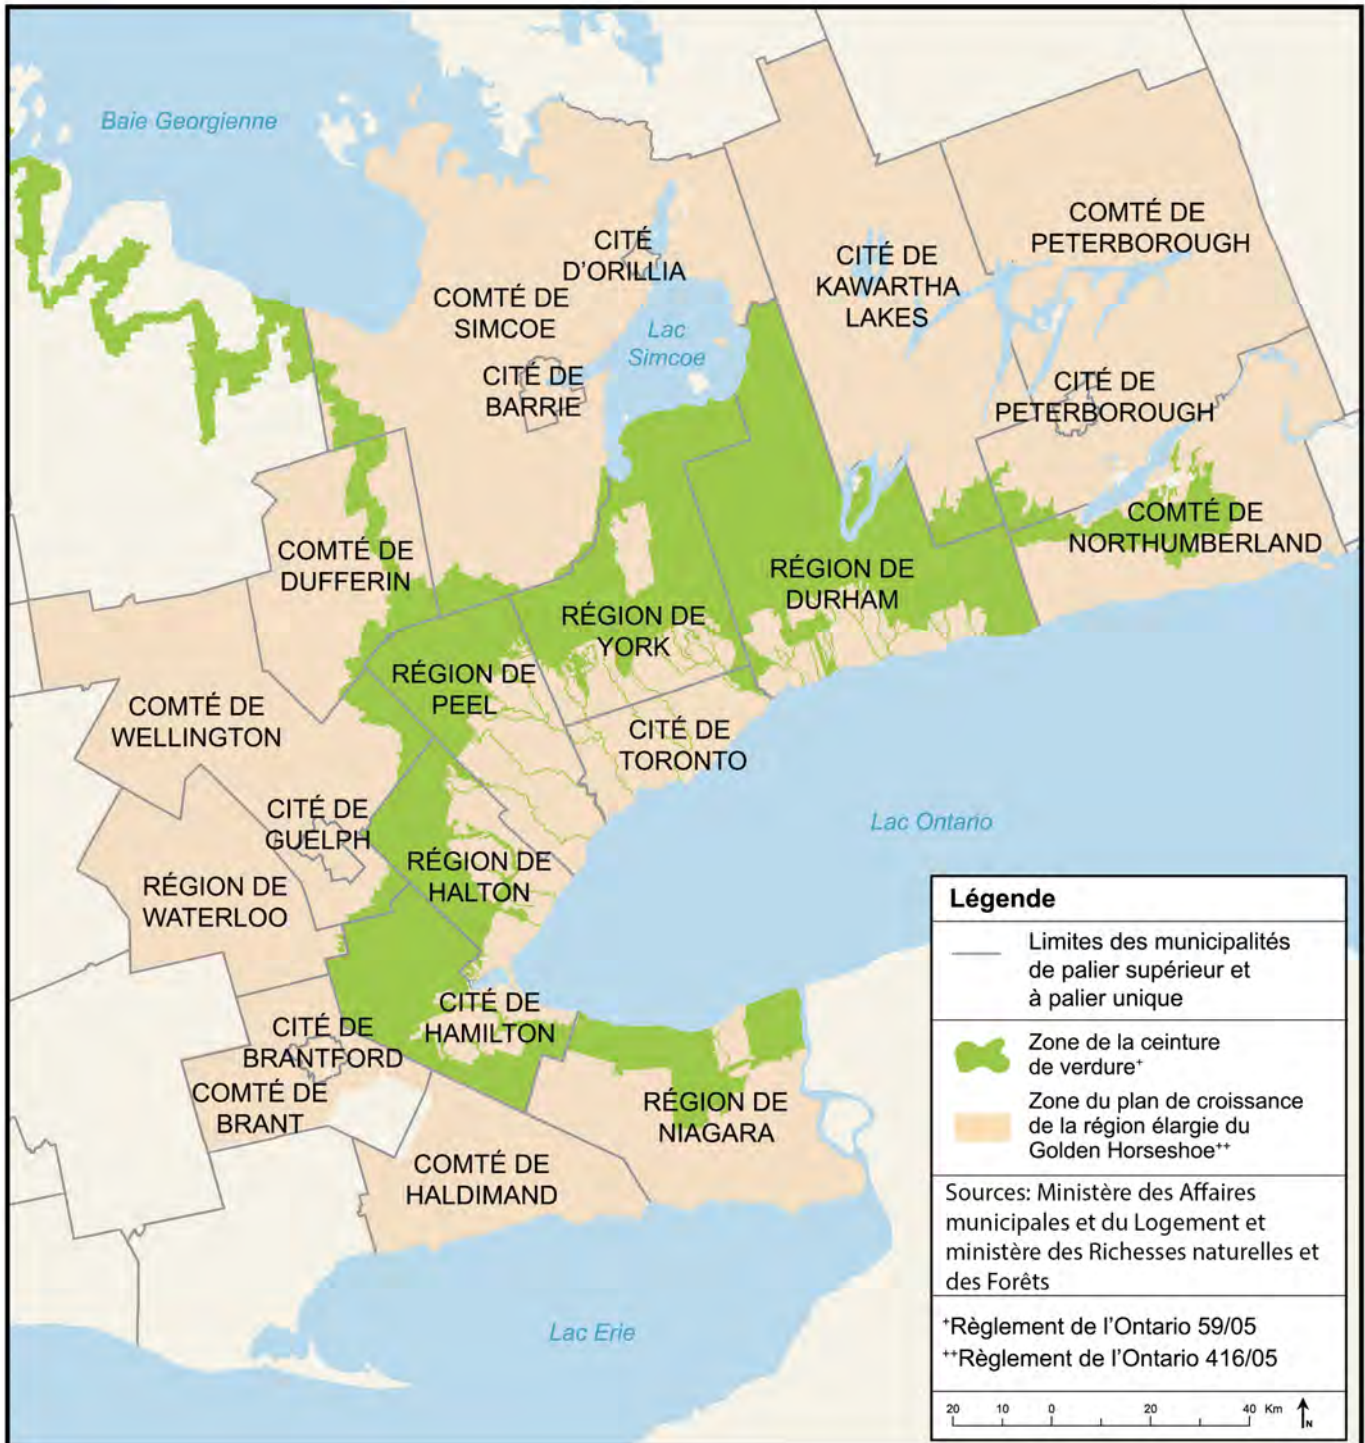 Baie Georgienne
COMTÉ DE
PETERBOROUGH
CITÉ
D'ORILLIA
CITÉ DE
KAWARTHA
LAKES
COMTÉ DE
SIMCOE
Lac
Simcoe
CITÉ DE
BARRIE
CITÉ DE
PETERBOROUGH
COMTÉ DE
NORTHUMBERLAND
COMTÉ DE
DUFFERIN
RÉGION DE
DURHAM
RÉGION DE
YORK
RÉGION DE
PEEL
COMTÉ DE
WELLINGTON
CITÉ DE
TORONTO
CITÉ DE
GUELPH
Lac Ontario
RÉGION DE
HALTON
RÉGION DE
WATERLOO
CITÉ DE
HAMILTON
CITÉ DE
BRANTFORD
COMTÉ DE
BRANT
RÉGION DE
NIAGARA
COMTÉ DE
HALDIMAND
Lac Erie
Légende
Limites des municipalités
de palier supérieur et
à palier unique
Zone de la ceinture
de verdure+
Zone du plan de croissance
de la région élargie du
Golden Horseshoe++
Sources: Ministère des Affaires
municipales et du Logement et
ministère des Richesses naturelles et
des Forêts
+Règlement de l'Ontario 59/05
++Règlement de l'Ontario 416/05
20 10 0 20 40 Km
N